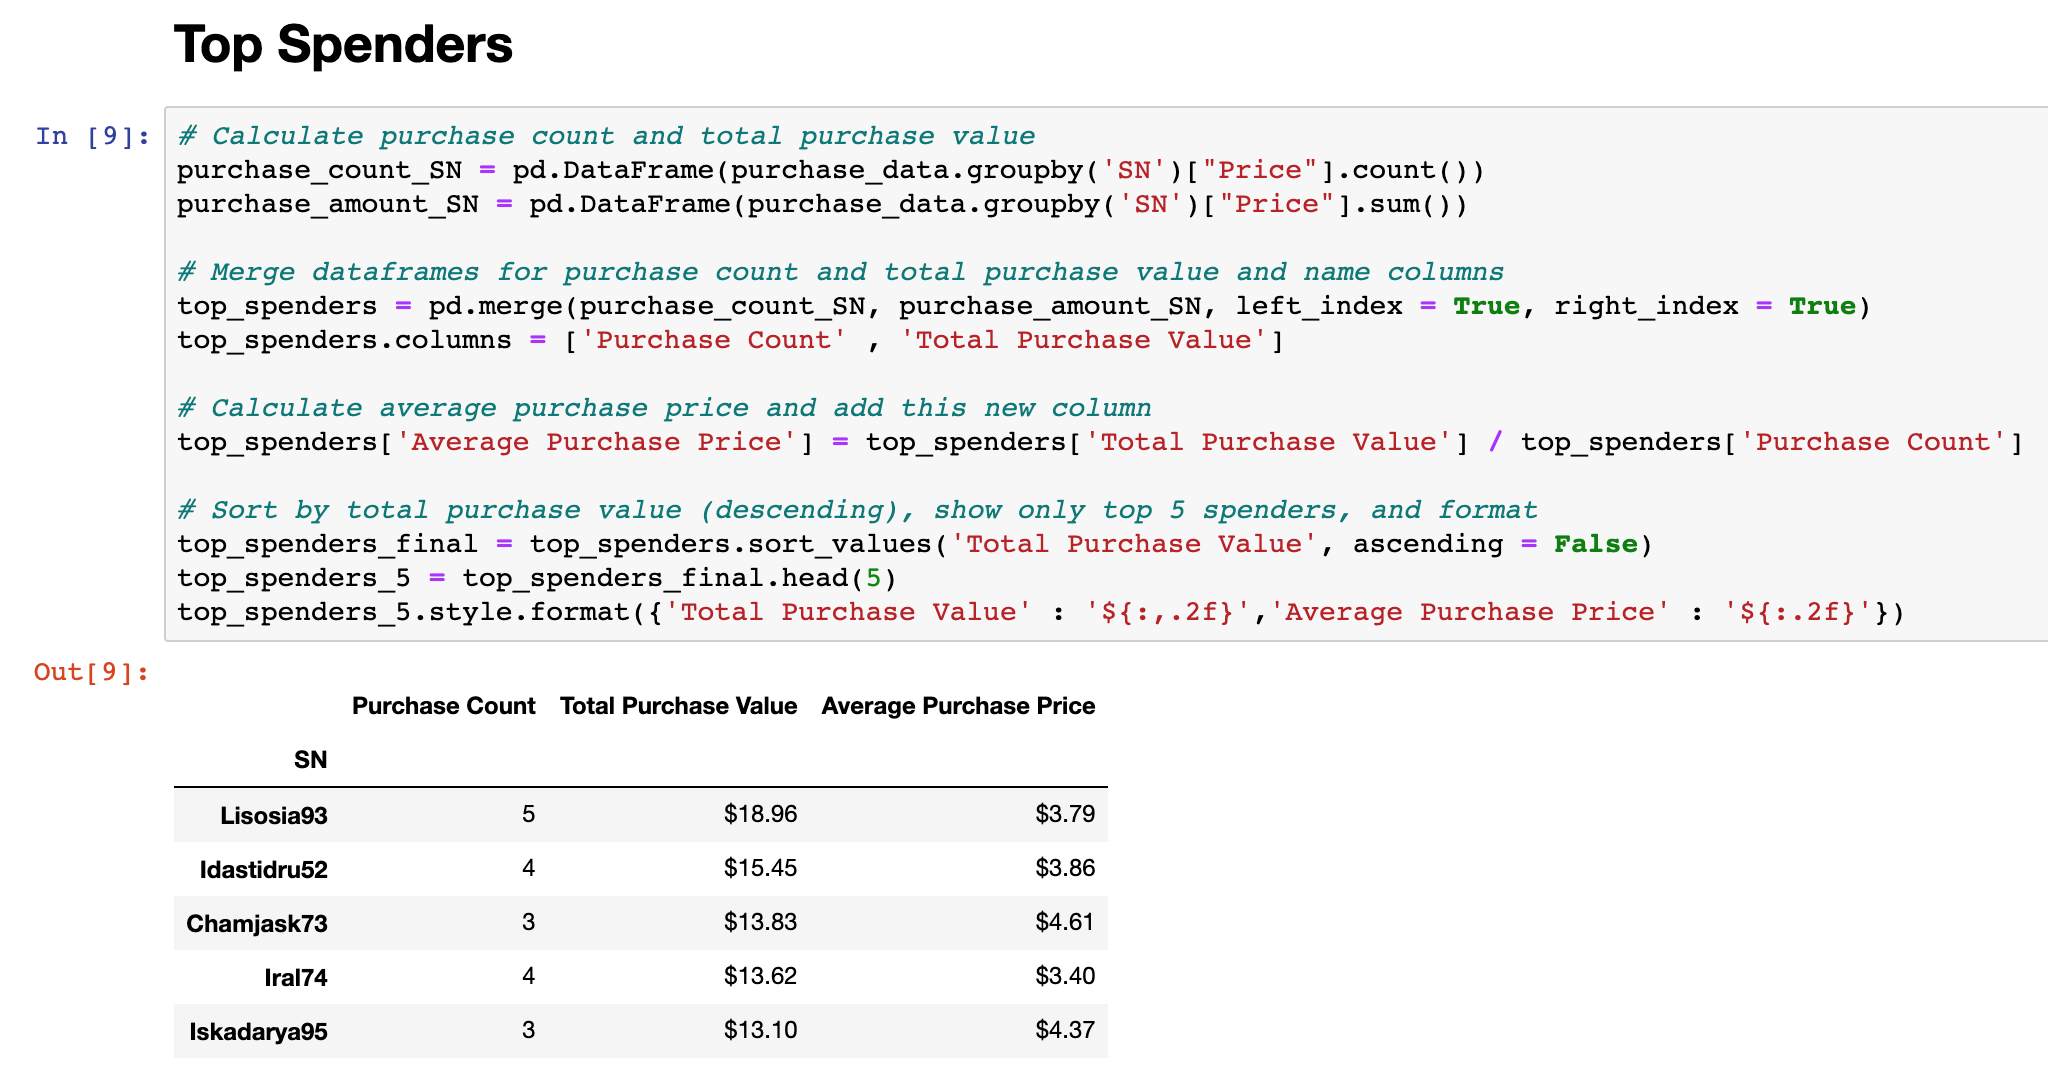 Top Spenders
In [9]:
# Calculate purchase count and total purchase value
purchase_count_SN = pd.DataFrame(purchase_data.groupby('SN')["Price"].count())
purchase_amount_SN = pd.DataFrame(purchase_data.groupby('SN')["Price"].sum())
# Merge dataframes for purchase count and total purchase value and name columns
top_spenders = pd.merge(purchase_count_SN, purchase_amount_SN, left_index = True, right_index = True)
top_spenders.columns = ['Purchase Count' , 'Total Purchase Value']
# Calculate average purchase price and add this new column
top_spenders['Average Purchase Price'] = top_spenders['Total Purchase Value'] / top_spenders['Purchase Count']
# Sort by total purchase value (descending), show only top 5 spenders, and format
top_spenders_final = top_spenders.sort_values('Total Purchase Value', ascending = False)
top_spenders_5 = top_spenders_final.head(5)
top_spenders_5.style.format({'Total Purchase Value' : '${:,.2f}','Average Purchase Price' : '${:.2f}'})
Out[9]:
Purchase Count Total Purchase Value Average Purchase Price
SN
Lisosia93 5 $18.96 $3.79
Idastidru52 4 $15.45 $3.86
Chamjask73 3 $13.83 $4.61
Iral74 4 $13.62 $3.40
Iskadarya95 3 $13.10 $4.37